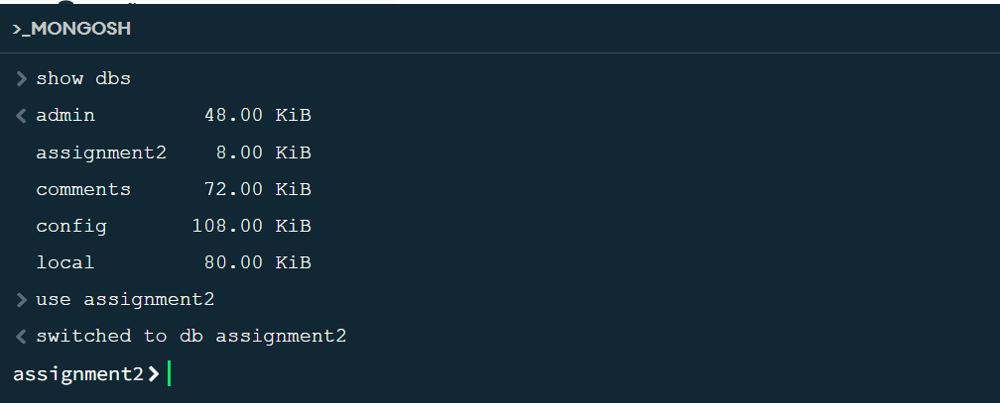 >_MONGOSH
> show dbs
< admin 48.00 KiB
assignment2 8.00 KiB
comments 72.00 KiB
config 108.00 KiB
local 80.00 KiB
> use assignment2
< switched to db assignment2
assignment2>